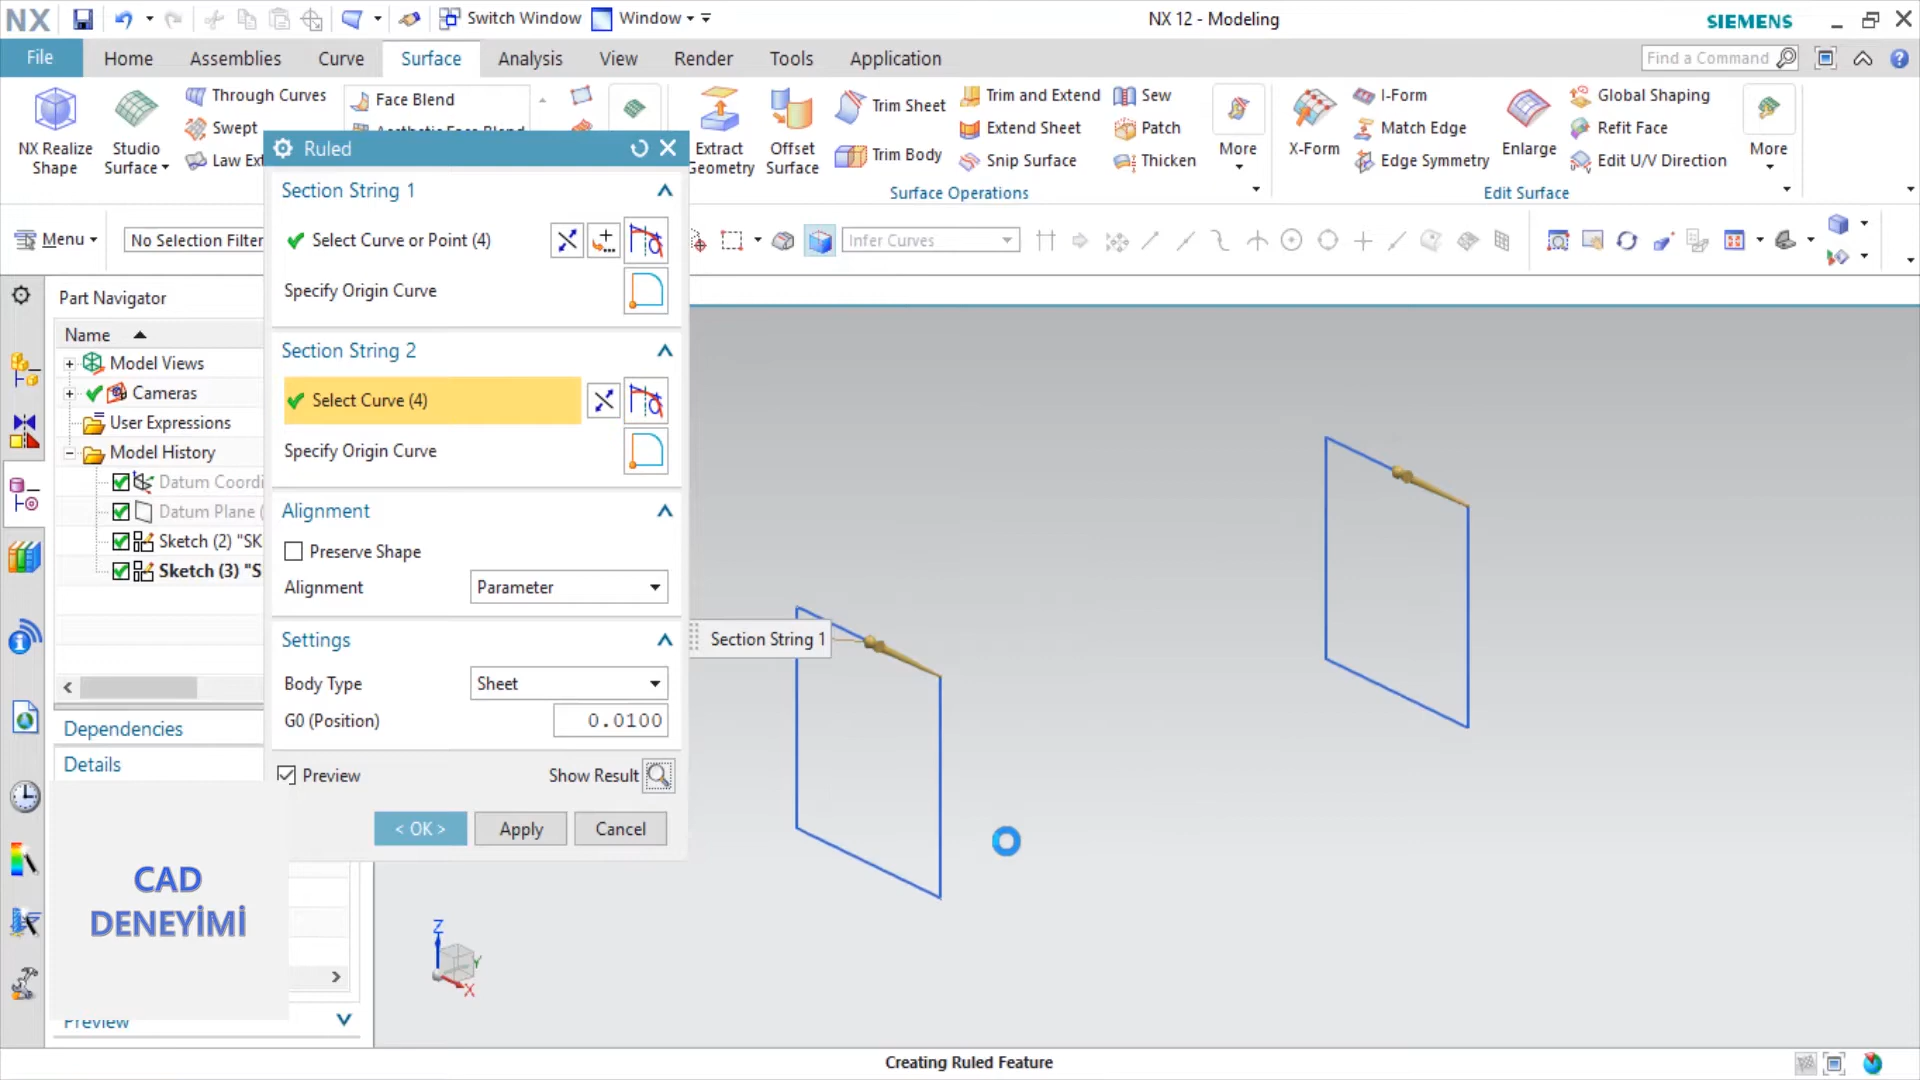 NX Switch Window Window NX 12 - Modeling SIEMENS
File Home Assemblies Curve Surface Analysis View Render Tools Application Find a Command
NX Realize Shape
Studio Surface
Through Curves
Swept
Law Ext
Face Blend
Extract Geometry
Offset Surface
Trim Sheet
Trim Body
Trim and Extend
Extend Sheet
Snip Surface
Sew
Patch
Thicken
More
Surface Operations
X-Form
I-Form
Match Edge
Edge Symmetry
Enlarge
Global Shaping
Refit Face
Edit U/V Direction
More
Edit Surface
Menu No Selection Filter Infer Curves
Part Navigator
Name
Model Views
Cameras
User Expressions
Model History
Datum Coordi
Datum Plane (
Sketch (2) "SK
Sketch (3) "S
Dependencies
Details
Preview
Ruled
Section String 1
Select Curve or Point (4)
Specify Origin Curve
Section String 2
Select Curve (4)
Specify Origin Curve
Alignment
Preserve Shape
Alignment Parameter
Settings
Body Type Sheet
G0 (Position) 0.0100
Preview Show Result
< OK > Apply Cancel
Section String 1
CAD
DENEYİMİ
Z
Y
X
Creating Ruled Feature